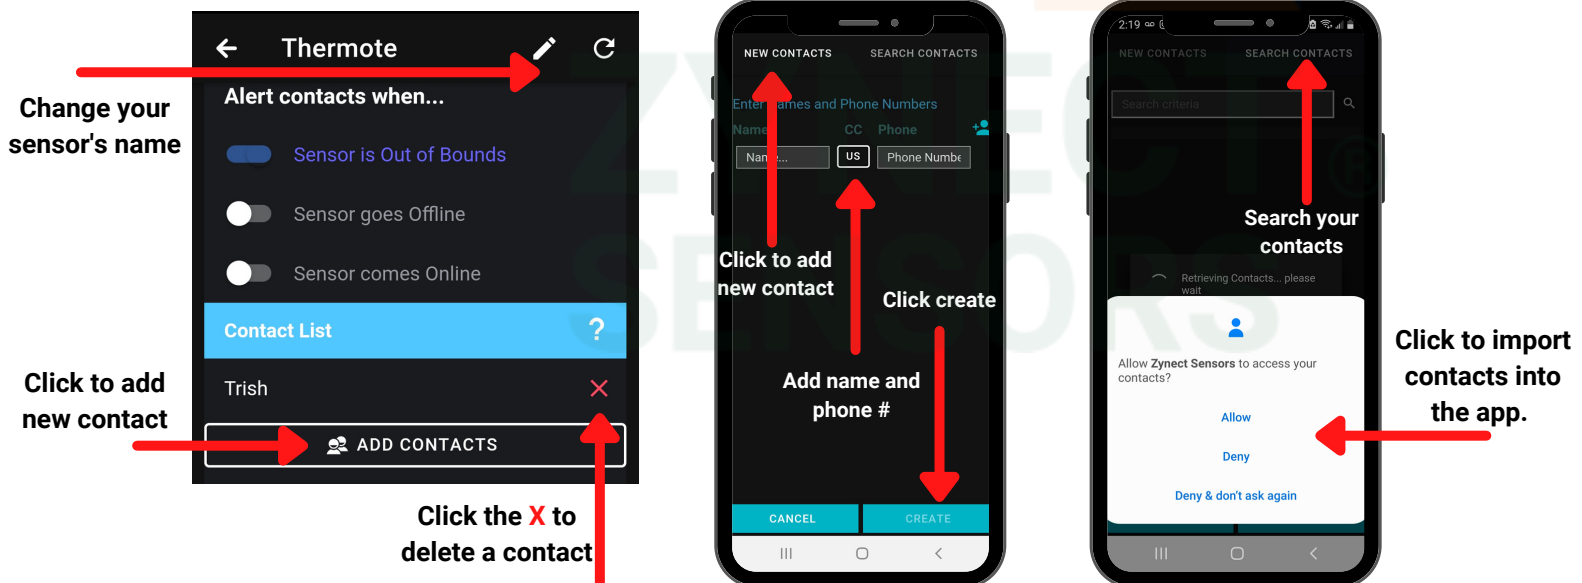 Thermote
Change your
sensor's name
Alert contacts when...
Sensor is Out of Bounds
Sensor goes Offline
Sensor comes Online
Contact List
?
Trish
Click to add
new contact
ADD CONTACTS
Click the X to
delete a contact
NEW CONTACTS SEARCH CONTACTS
Enter Names and Phone Numbers
Name CC Phone
Name... US Phone Numbe
Click to add
new contact
Click create
Add name and
phone #
CANCEL CREATE
2:19
NEW CONTACTS SEARCH CONTACTS
Search criteria
Search your
contacts
Retrieving Contacts... please
wait
Allow Zynect Sensors to access your
contacts?
Allow
Deny
Deny & don't ask again
Click to import
contacts into
the app.
ZYNECT ®
SENSORS